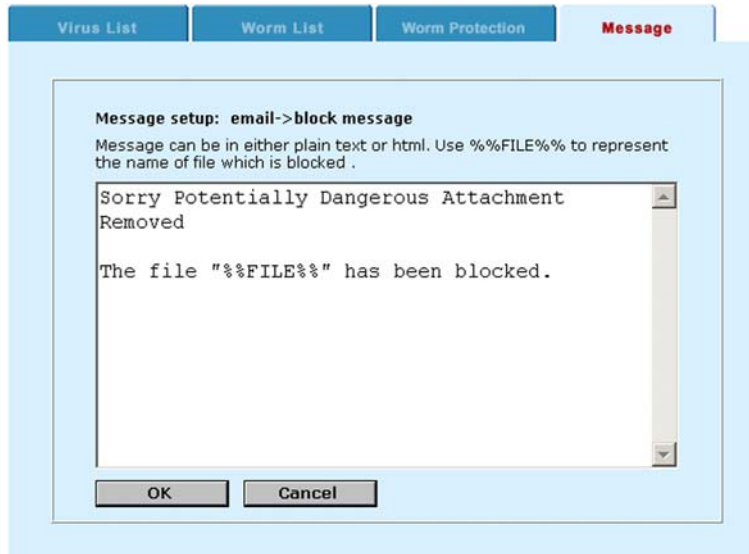 Virus List
Worm List
Worm Protection
Message
Message setup: email->block message
Message can be in either plain text or html. Use %%FILE%% to represent
the name of file which is blocked .
Sorry Potentially Dangerous Attachment
Removed
The file "%%FILE%%" has been blocked.
OK
Cancel